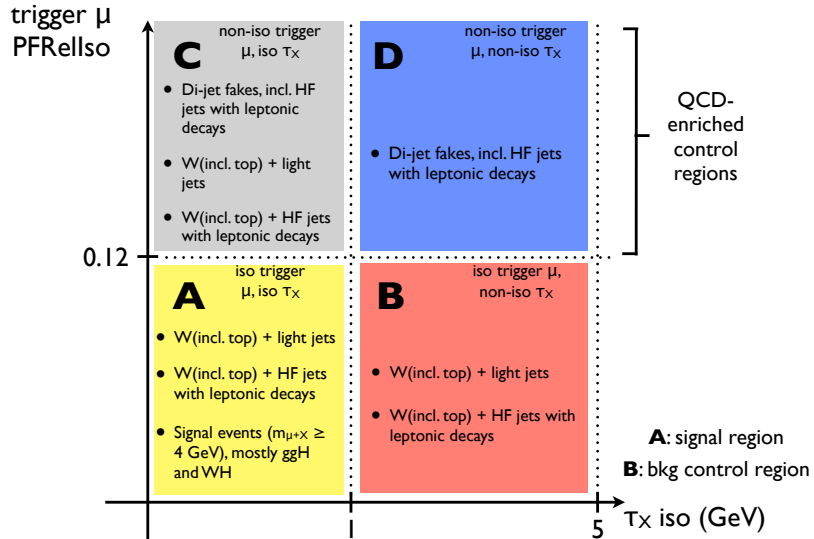 trigger μ
PFRelIso
C
non-iso trigger
μ, iso τX
• Di-jet fakes, incl. HF
jets with leptonic
decays
• W(incl. top) + light
jets
• W(incl. top) + HF jets
with leptonic decays
D
non-iso trigger
μ, non-iso τX
• Di-jet fakes, incl. HF jets
with leptonic decays
QCD-
enriched
control
regions
0.12
A
iso trigger
μ, iso τX
• W(incl. top) + light jets
• W(incl. top) + HF jets
with leptonic decays
• Signal events (mμ+X ≥
4 GeV), mostly ggH
and WH
B
iso trigger μ,
non-iso τX
• W(incl. top) + light jets
• W(incl. top) + HF jets with
leptonic decays
A: signal region
B: bkg control region
1
5
τX iso (GeV)